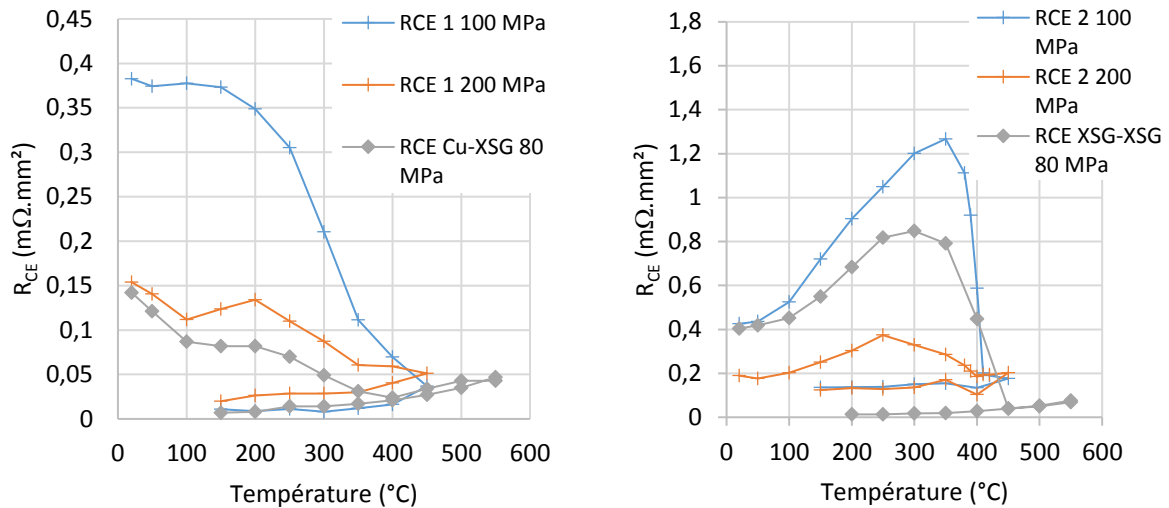 0,45
0,4
0,35
0,3
0,25
0,2
0,15
0,1
0,05
0
R_CE (mΩ.mm²)
0 100 200 300 400 500 600
Température (°C)
RCE 1 100 MPa
RCE 1 200 MPa
RCE Cu-XSG 80
MPa
1,8
1,6
1,4
1,2
1
0,8
0,6
0,4
0,2
0
R_CE (mΩ.mm²)
0 100 200 300 400 500 600
Température (°C)
RCE 2 100
MPa
RCE 2 200
MPa
RCE XSG-XSG
80 MPa